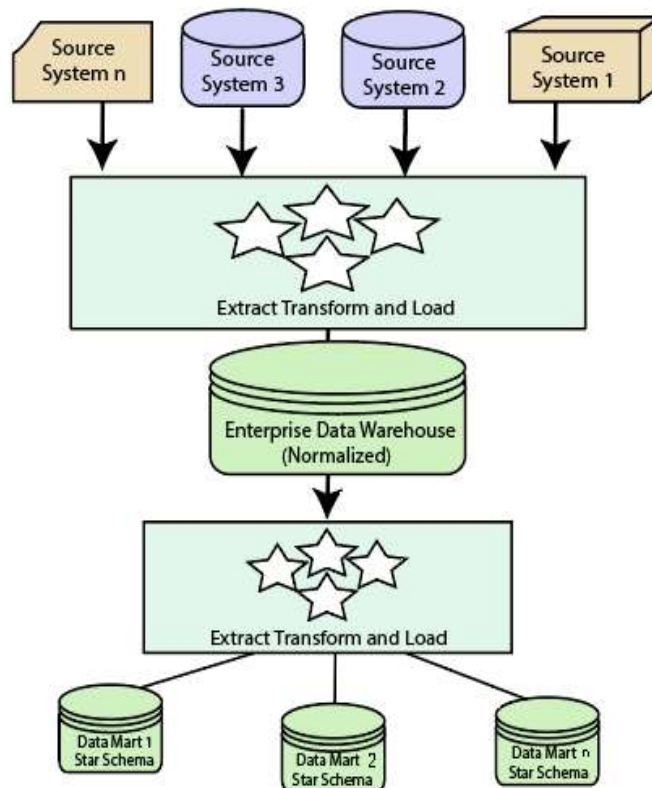 Source
System n
Source
System 3
Source
System 2
Source
System 1
Extract Transform and Load
Enterprise Data Warehouse
(Normalized)
Extract Transform and Load
Data Mart 1
Star Schema
Data Mart 2
Star Schema
Data Mart n
Star Schema